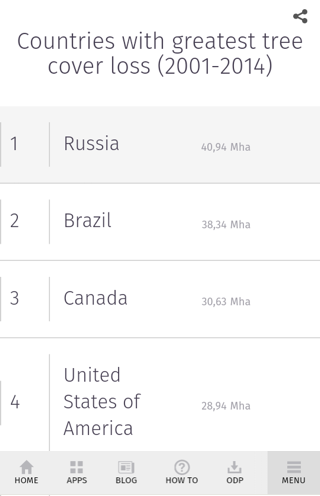 Countries with greatest tree
cover loss (2001-2014)
1 Russia 40,94 Mha
2 Brazil 38,34 Mha
3 Canada 30,63 Mha
4 United
States of
America 28,94 Mha
HOME APPS BLOG HOW TO ODP MENU